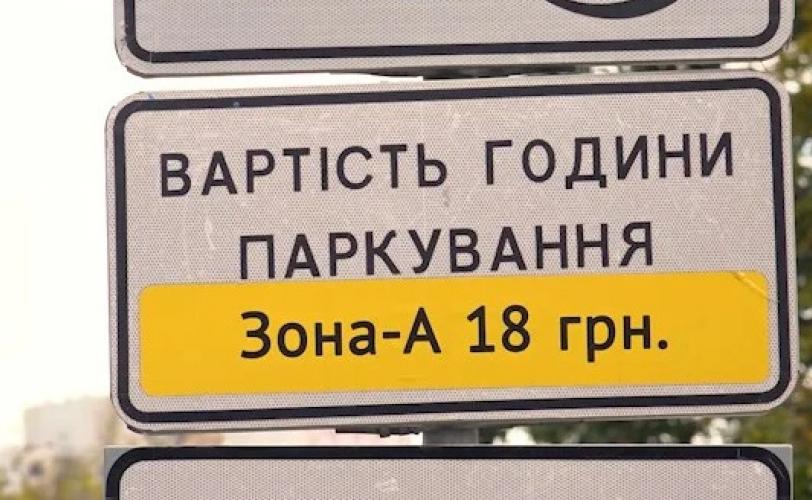 ВАРТІСТЬ ГОДИНИ
ПАРКУВАННЯ
Зона-А 18 грн.